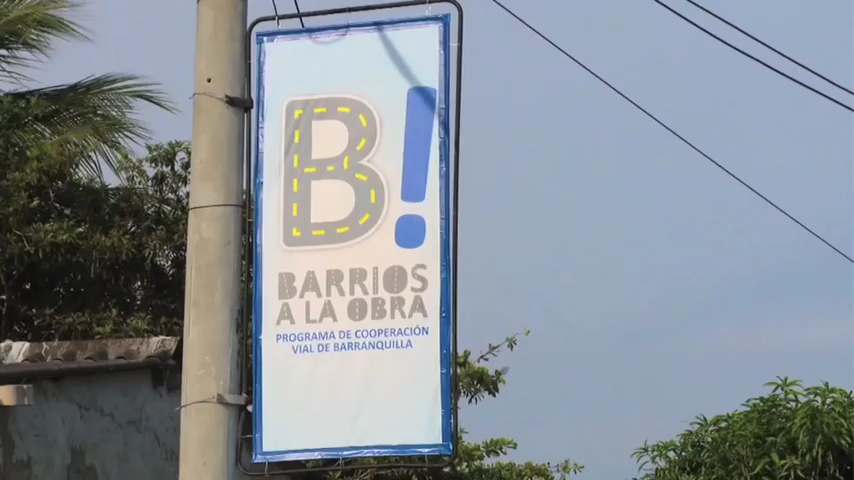 B!
BARRIOS
A LA OBRA
PROGRAMA DE COOPERACIÓN
VIAL DE BARRANQUILLA